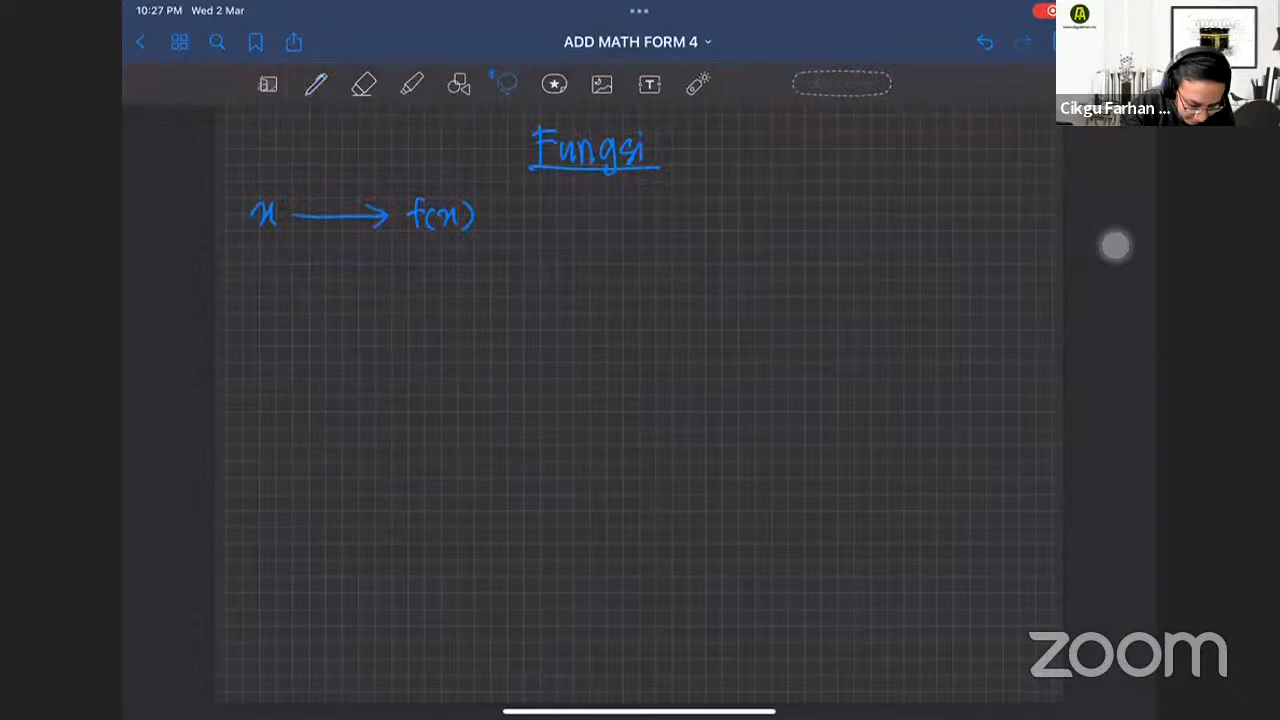 10:27 PM Wed 2 Mar
ADD MATH FORM 4
T
Cikgu Farhan ...
Fungsi
x → f(x)
zoom